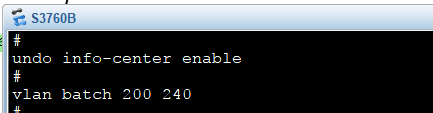 S3760B
#
undo info-center enable
#
vlan batch 200 240
#